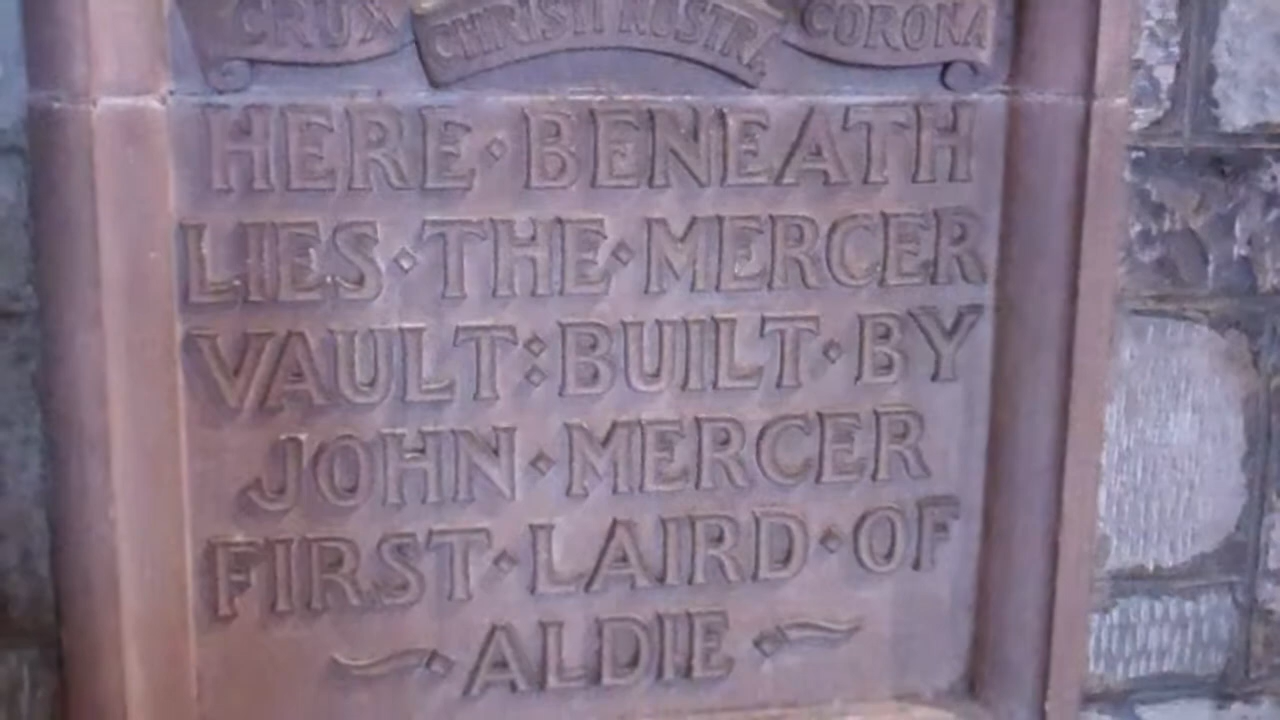 CRUX CHRISTI NOSTRA CORONA
HERE·BENEATH
LIES·THE·MERCER
VAULT:BUILT·BY
JOHN·MERCER
FIRST·LAIRD·OF
ALDIE